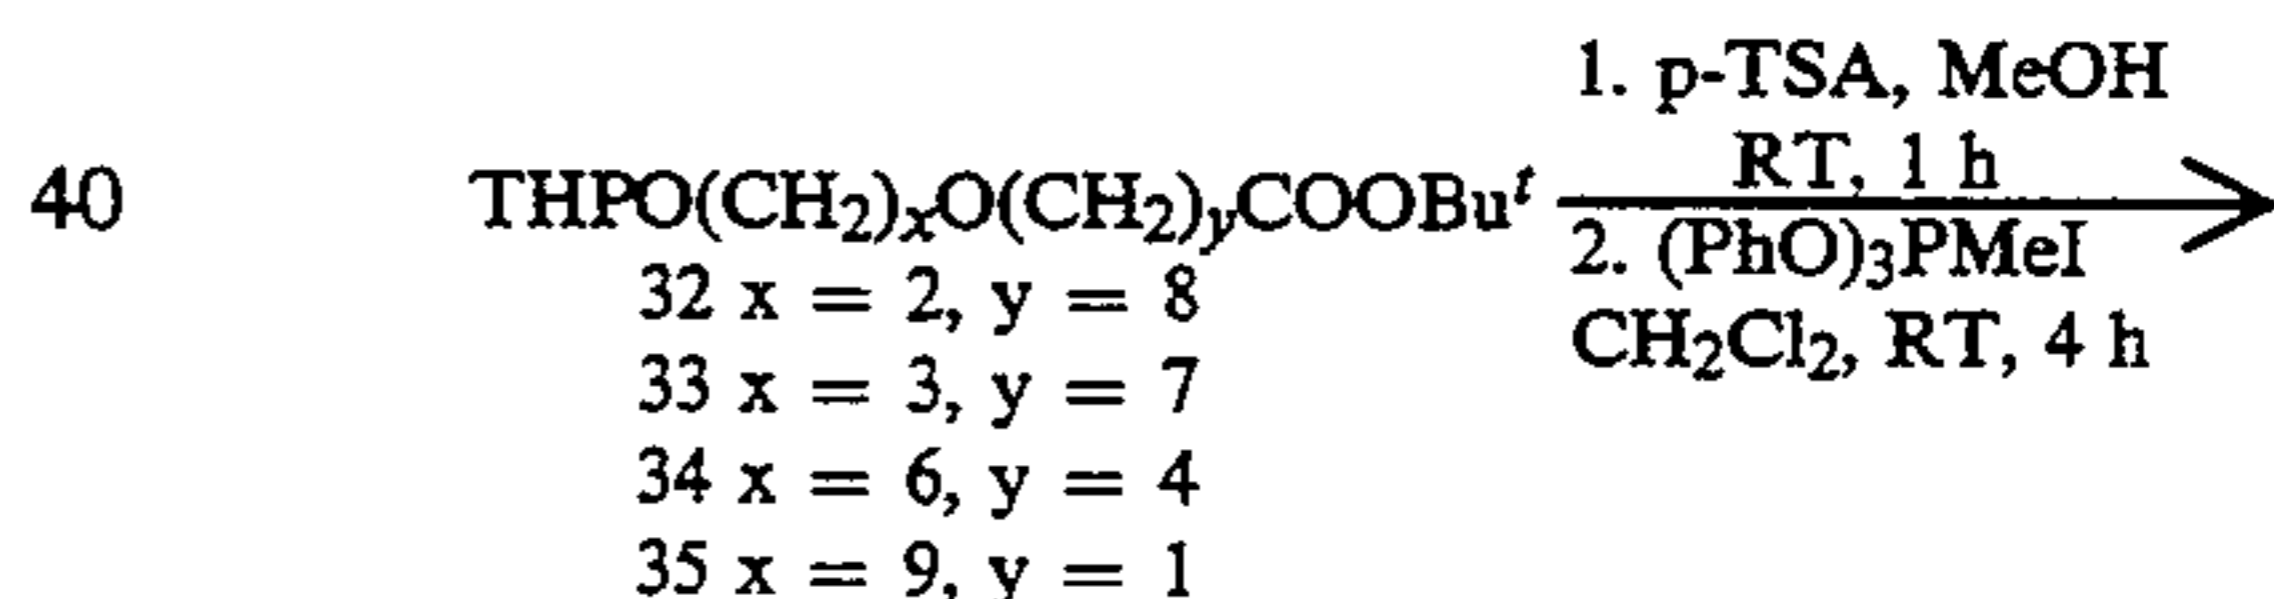 1. p-TSA, MeOH
RT, 1 h
40 THPO(CH₂)ₓO(CH₂)ᵧCOOBuᵗ
2. (PhO)₃PMeI
CH₂Cl₂, RT, 4 h
32 x = 2, y = 8
33 x = 3, y = 7
34 x = 6, y = 4
35 x = 9, y = 1